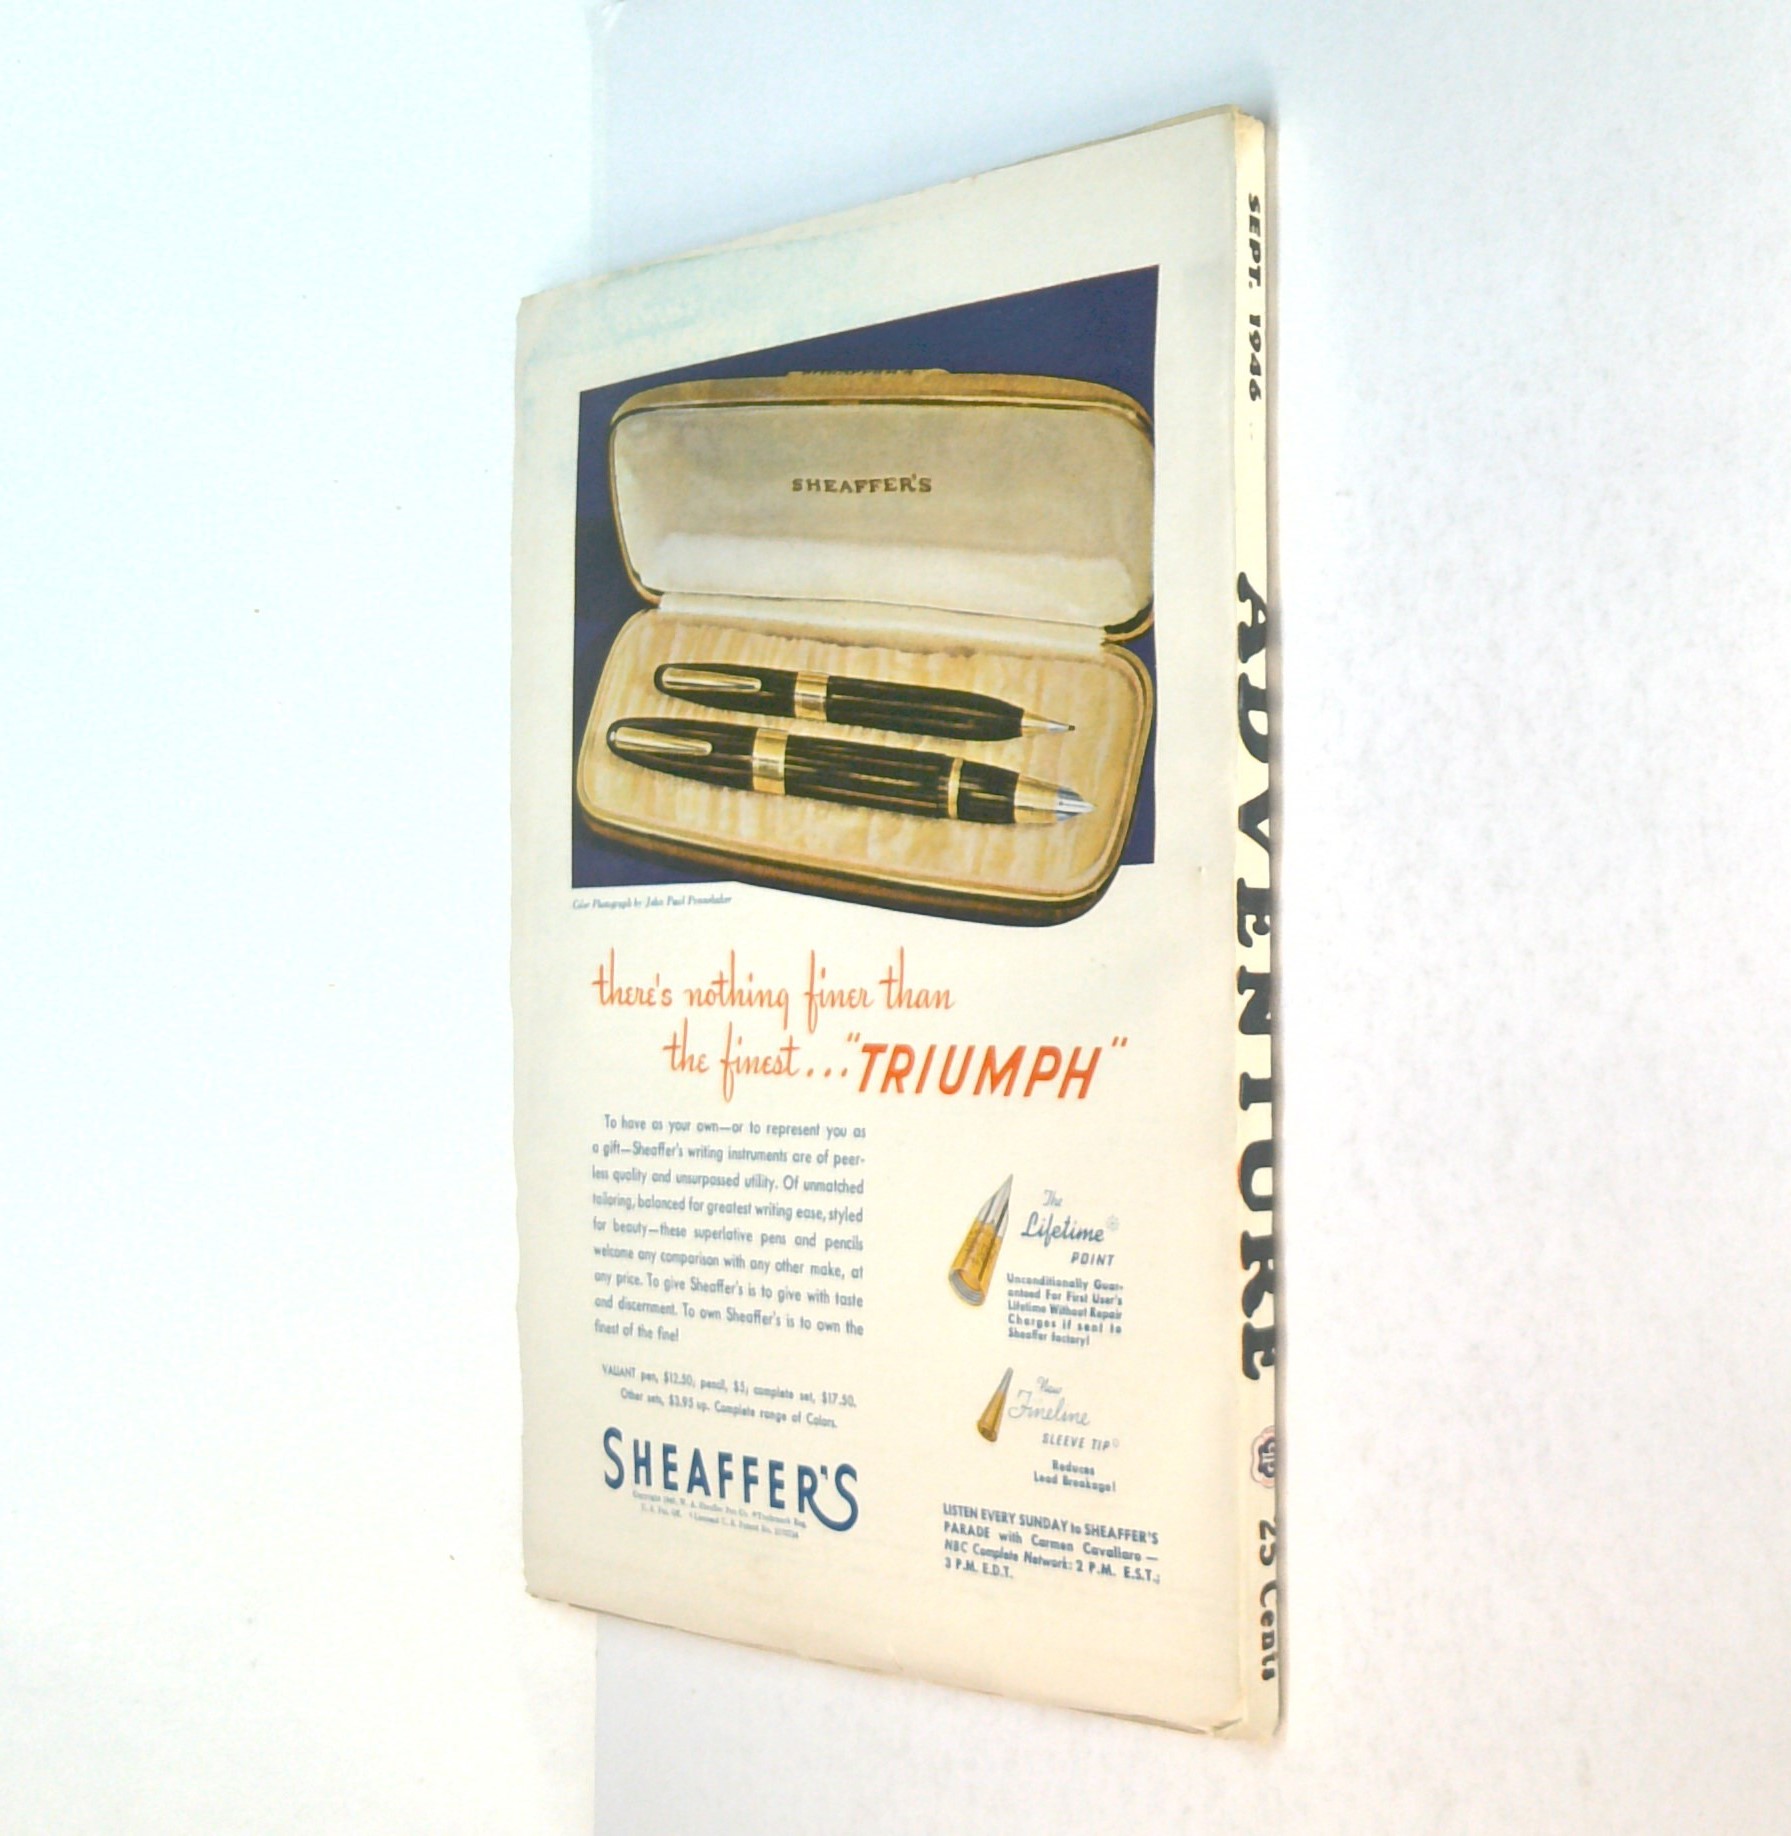 SHEAFFER'S
Color Photograph by John Paul Pennebaker
there's nothing finer than
the finest..."TRIUMPH"
To have as your own—or to represent you as
a gift—Sheaffer's writing instruments are of peer-
less quality and unsurpassed utility. Of unmatched
tailoring, balanced for greatest writing ease, styled
for beauty—these superlative pens and pencils
welcome any comparison with any other make, at
any price. To give Sheaffer's is to give with taste
and discernment. To own Sheaffer's is to own the
finest of the fine!
VALIANT pen, $12.50; pencil, $5; complete set, $17.50.
Other sets, $3.95 up. Complete range of Colors.
SHEAFFER'S
The
Lifetime
POINT
Unconditionally Guar-
anteed For First User's
Lifetime Without Repair
Charges if sent to
Sheaffer factory!
New
Fineline
SLEEVE TIP
Reduces
Lead Breakage!
LISTEN EVERY SUNDAY to SHEAFFER'S
PARADE with Carmen Cavallaro —
NBC Complete Network: 2 P.M. E.S.T.;
3 P.M. E.D.T.
SEPT. 1946
ADVENTURE
25 Cents